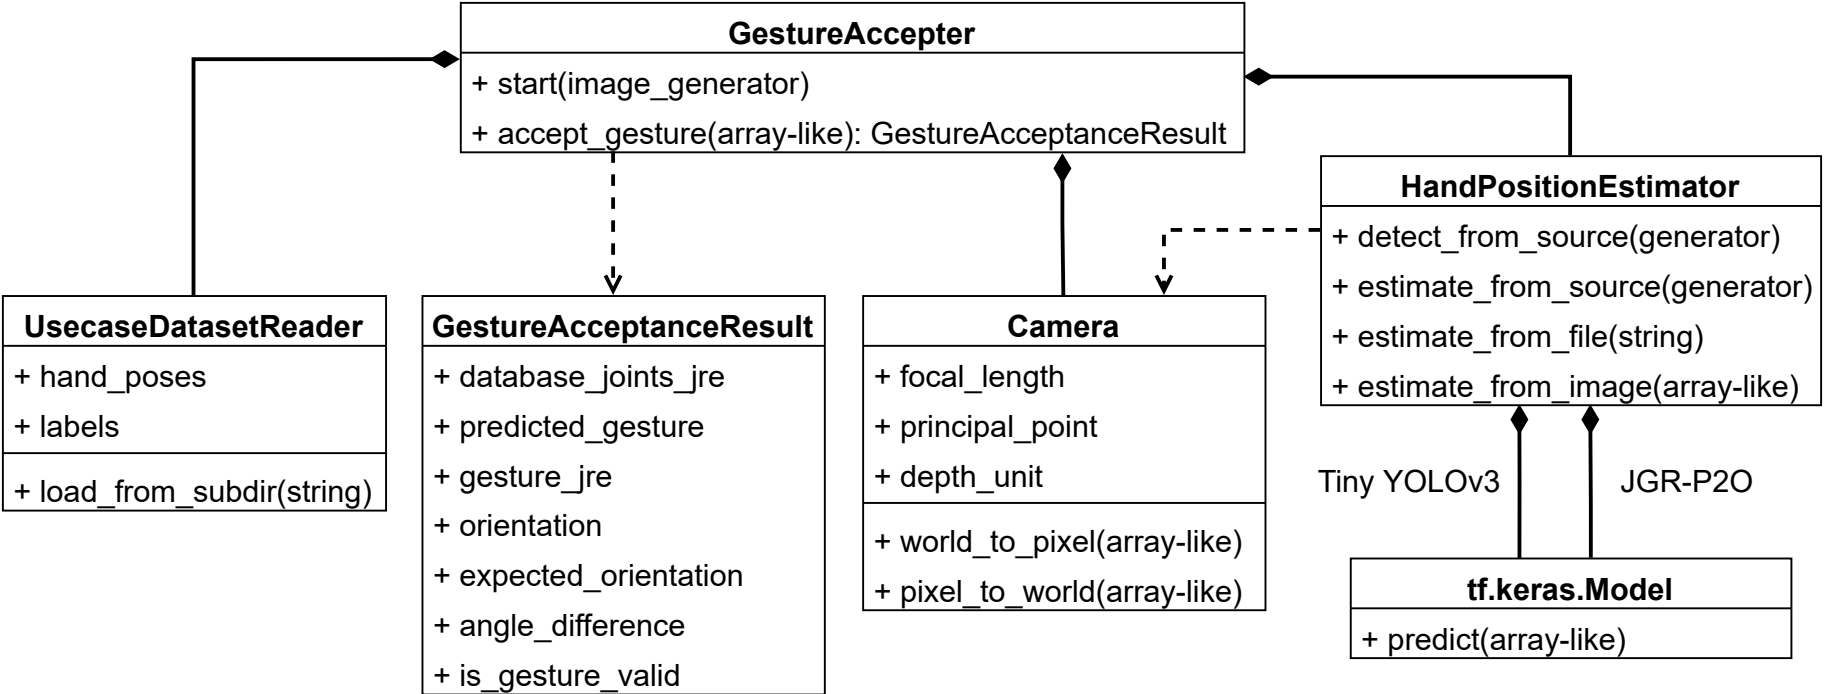 GestureAccepter
+ start(image_generator)
+ accept_gesture(array-like): GestureAcceptanceResult
HandPositionEstimator
+ detect_from_source(generator)
+ estimate_from_source(generator)
+ estimate_from_file(string)
+ estimate_from_image(array-like)
UsecaseDatasetReader
+ hand_poses
+ labels
+ load_from_subdir(string)
GestureAcceptanceResult
+ database_joints_jre
+ predicted_gesture
+ gesture_jre
+ orientation
+ expected_orientation
+ angle_difference
+ is_gesture_valid
Camera
+ focal_length
+ principal_point
+ depth_unit
+ world_to_pixel(array-like)
+ pixel_to_world(array-like)
Tiny YOLOv3
JGR-P2O
tf.keras.Model
+ predict(array-like)